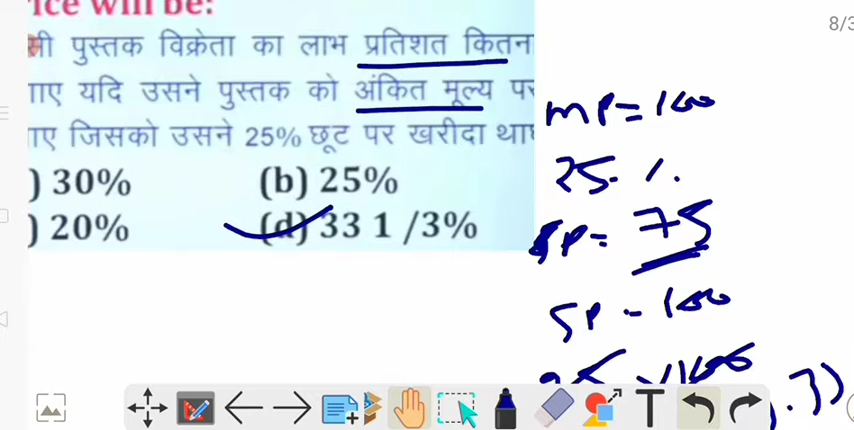 ice will be:
सी पुस्तक विक्रेता का लाभ प्रतिशत कितन
गाए यदि उसने पुस्तक को अंकित मूल्य पर
गाए जिसको उसने 25% छूट पर खरीदा था
) 30% (b) 25%
) 20% (d) 33 1 /3%
8/3
MP = 100
25 %
P = 75
SP = 100
T